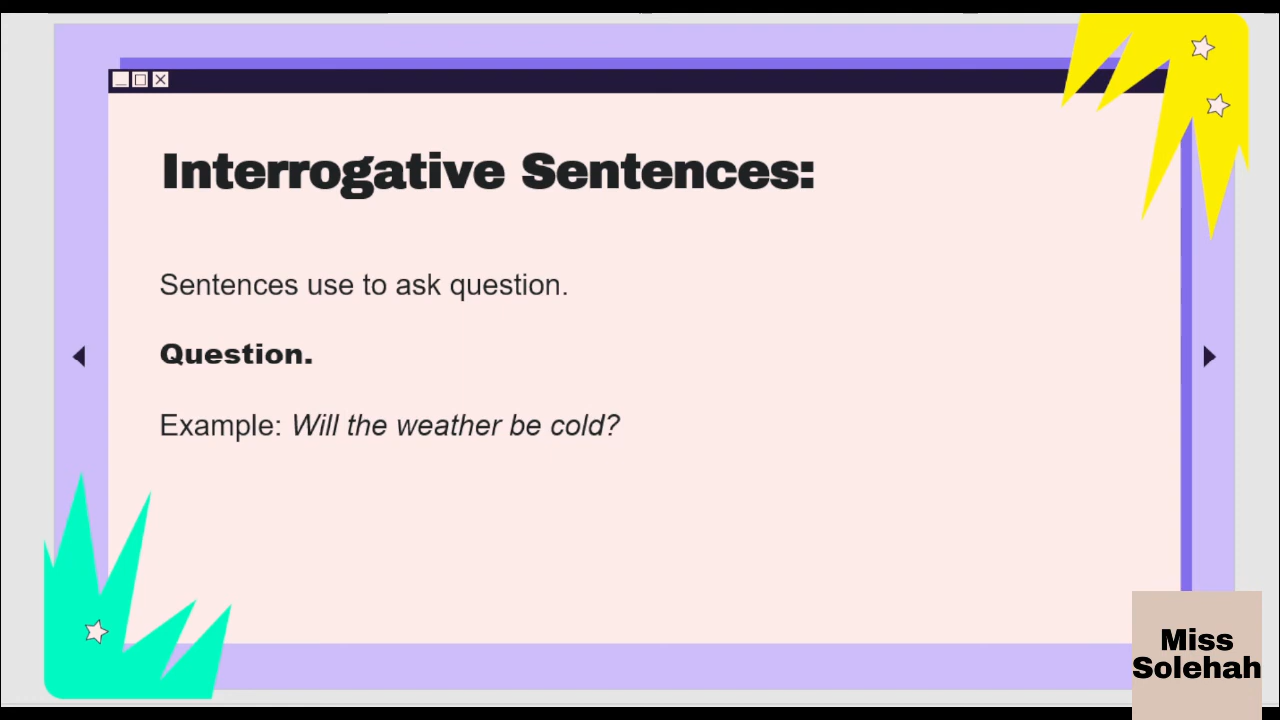 Interrogative Sentences:
Sentences use to ask question.
Question.
Example: Will the weather be cold?
Miss
Solehah